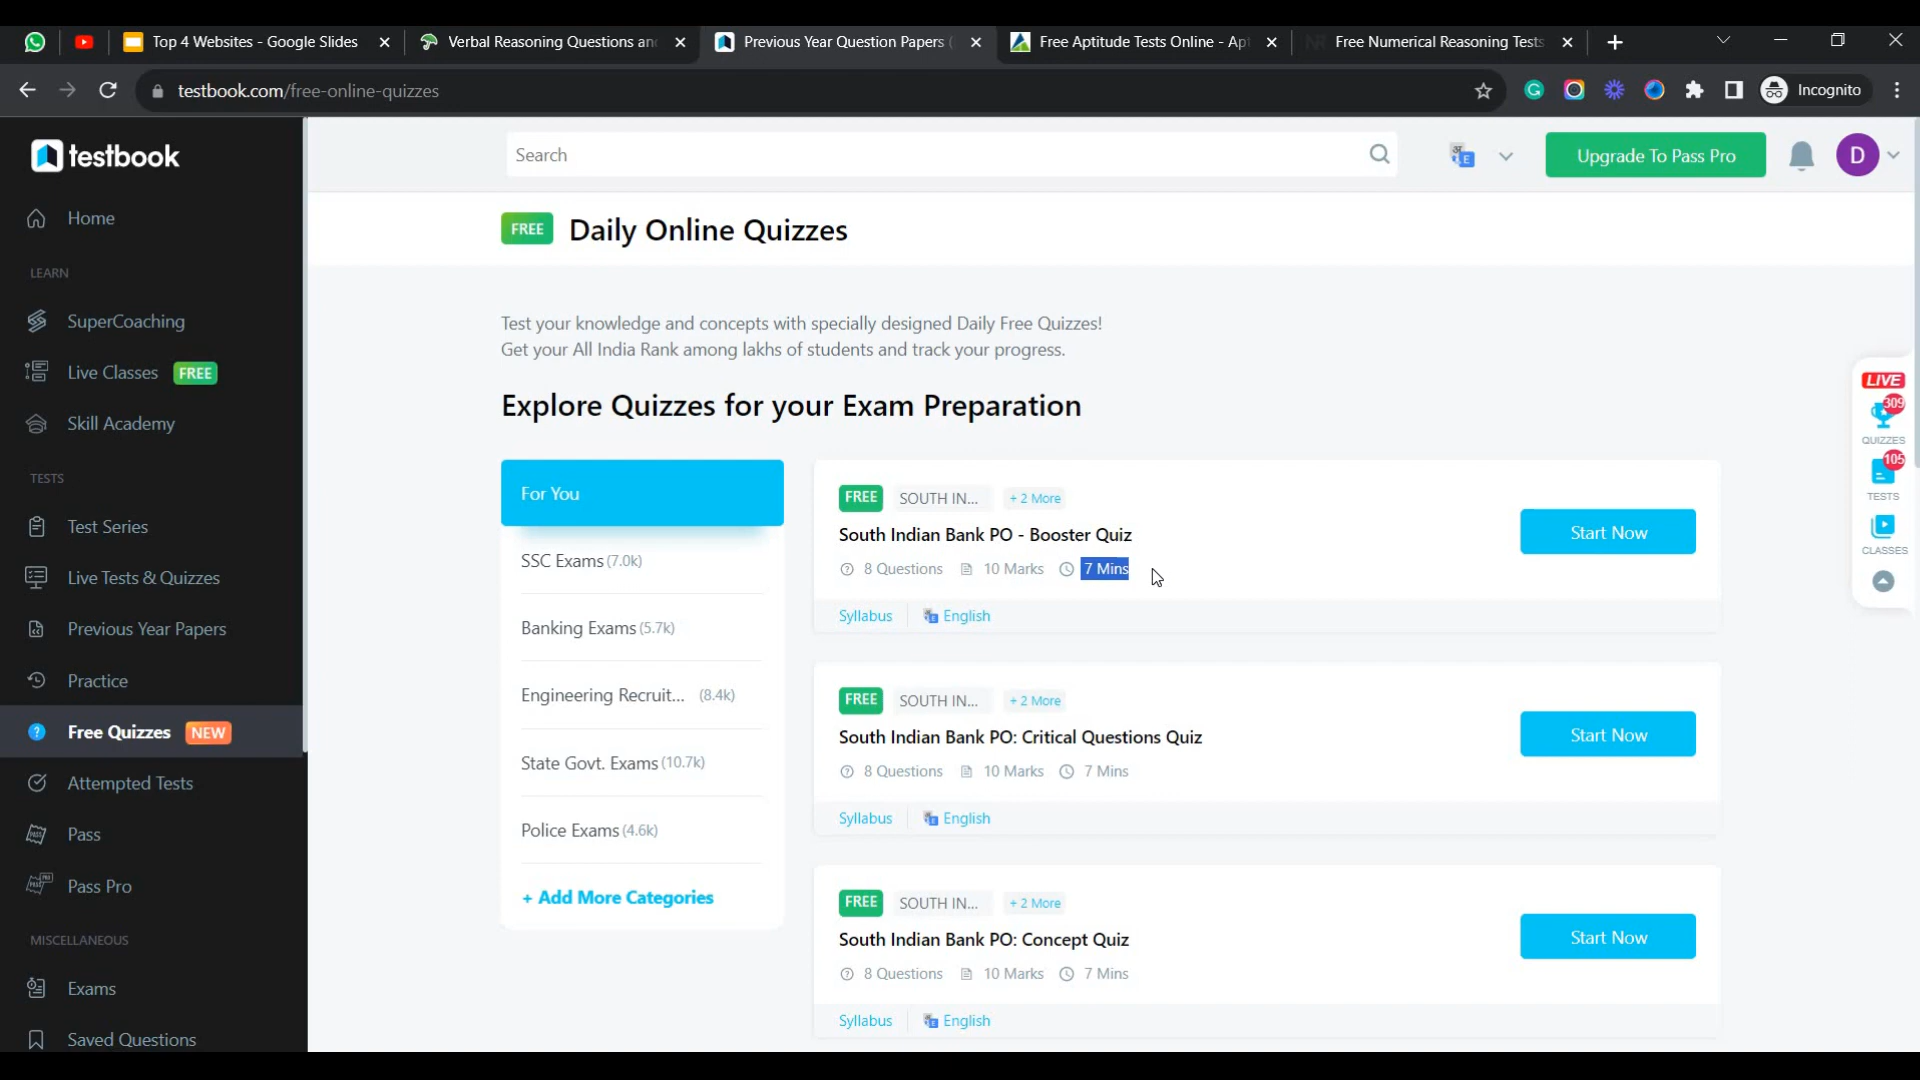 Top 4 Websites - Google Slides
Verbal Reasoning Questions an
Previous Year Question Papers (
Free Aptitude Tests Online - Ap
Free Numerical Reasoning Tests
testbook.com/free-online-quizzes
Incognito
testbook
Search
Upgrade To Pass Pro
D
Home
LEARN
SuperCoaching
Live Classes FREE
Skill Academy
TESTS
Test Series
Live Tests & Quizzes
Previous Year Papers
Practice
Free Quizzes NEW
Attempted Tests
Pass
Pass Pro
MISCELLANEOUS
Exams
Saved Questions
FREE Daily Online Quizzes
Test your knowledge and concepts with specially designed Daily Free Quizzes!
Get your All India Rank among lakhs of students and track your progress.
Explore Quizzes for your Exam Preparation
For You
SSC Exams (7.0k)
Banking Exams (5.7k)
Engineering Recruit... (8.4k)
State Govt. Exams (10.7k)
Police Exams (4.6k)
+ Add More Categories
FREE SOUTH IN... + 2 More
South Indian Bank PO - Booster Quiz
8 Questions 10 Marks 7 Mins
Start Now
Syllabus English
FREE SOUTH IN... + 2 More
South Indian Bank PO: Critical Questions Quiz
8 Questions 10 Marks 7 Mins
Start Now
Syllabus English
FREE SOUTH IN... + 2 More
South Indian Bank PO: Concept Quiz
8 Questions 10 Marks 7 Mins
Start Now
Syllabus English
LIVE
309
QUIZZES
105
TESTS
CLASSES